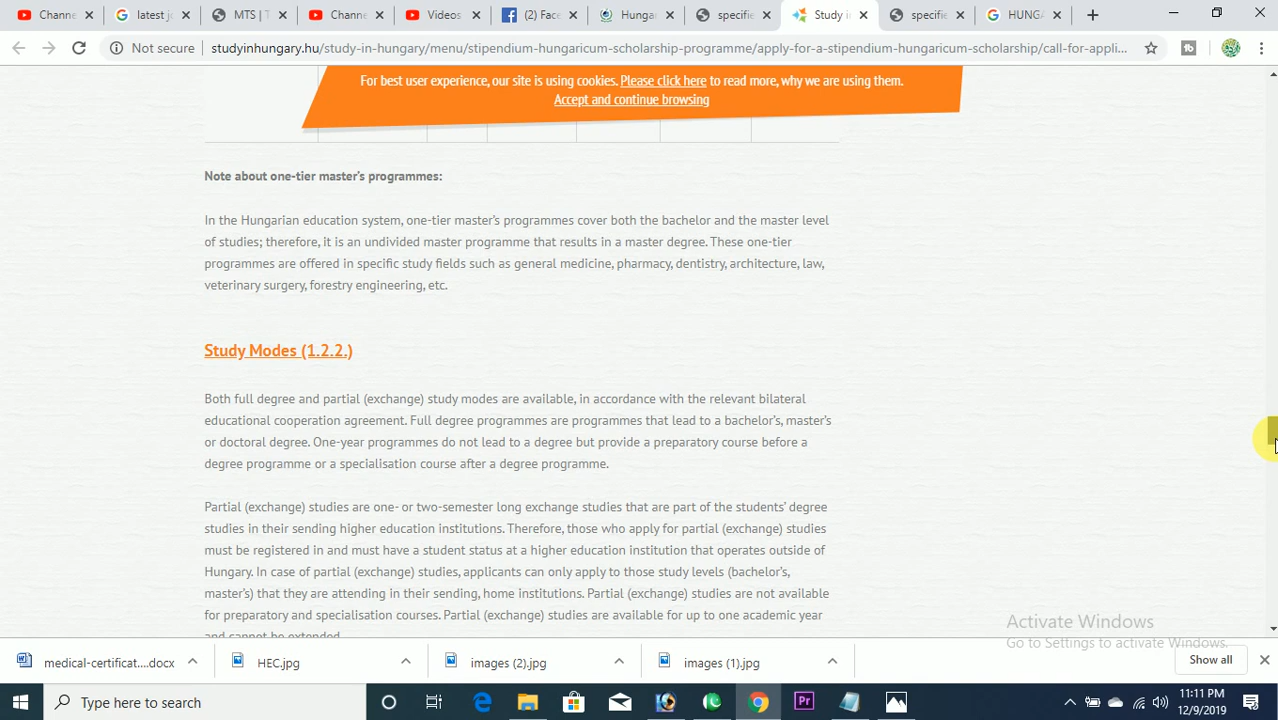 Chann
latest j
MTS | T
Chann
Videos
(2) Face
Hunga
specifie
Study i
specifie
HUNG
Not secure
studyinhungary.hu/study-in-hungary/menu/stipendium-hungaricum-scholarship-programme/apply-for-a-stipendium-hungaricum-scholarship/call-for-appli...
For best user experience, our site is using cookies. Please click here to read more, why we are using them.
Accept and continue browsing
Note about one-tier master's programmes:
In the Hungarian education system, one-tier master's programmes cover both the bachelor and the master level
of studies; therefore, it is an undivided master programme that results in a master degree. These one-tier
programmes are offered in specific study fields such as general medicine, pharmacy, dentistry, architecture, law,
veterinary surgery, forestry engineering, etc.
Study Modes (1.2.2.)
Both full degree and partial (exchange) study modes are available, in accordance with the relevant bilateral
educational cooperation agreement. Full degree programmes are programmes that lead to a bachelor's, master's
or doctoral degree. One-year programmes do not lead to a degree but provide a preparatory course before a
degree programme or a specialisation course after a degree programme.
Partial (exchange) studies are one- or two-semester long exchange studies that are part of the students' degree
studies in their sending higher education institutions. Therefore, those who apply for partial (exchange) studies
must be registered in and must have a student status at a higher education institution that operates outside of
Hungary. In case of partial (exchange) studies, applicants can only apply to those study levels (bachelor's,
master's) that they are attending in their sending, home institutions. Partial (exchange) studies are not available
for preparatory and specialisation courses. Partial (exchange) studies are available for up to one academic year
and cannot be extended.
Activate Windows
Go to Settings to activate Windows.
medical-certificat....docx
HEC.jpg
images (2).jpg
images (1).jpg
Show all
Type here to search
Pr
11:11 PM
12/9/2019